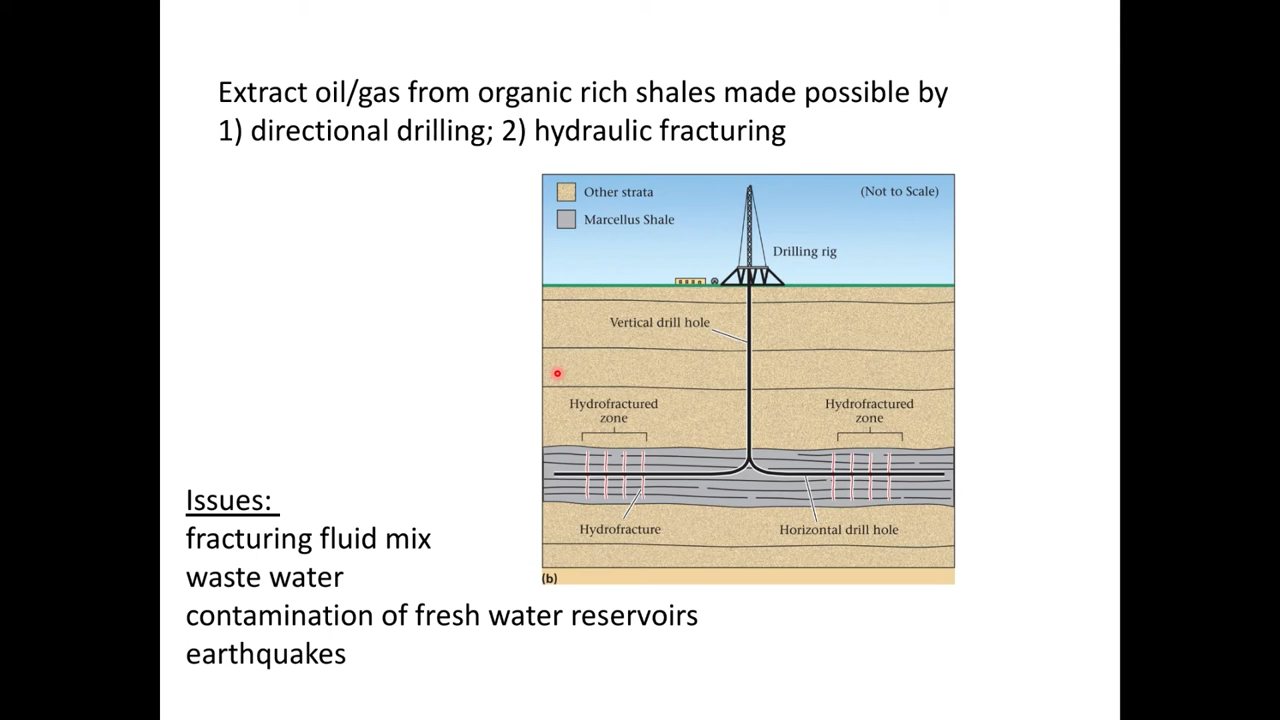 Extract oil/gas from organic rich shales made possible by
1) directional drilling; 2) hydraulic fracturing
Other strata
(Not to Scale)
Marcellus Shale
Drilling rig
Vertical drill hole
Hydrofractured
zone
Hydrofractured
zone
Hydrofracture
Horizontal drill hole
(b)
Issues:
fracturing fluid mix
waste water
contamination of fresh water reservoirs
earthquakes